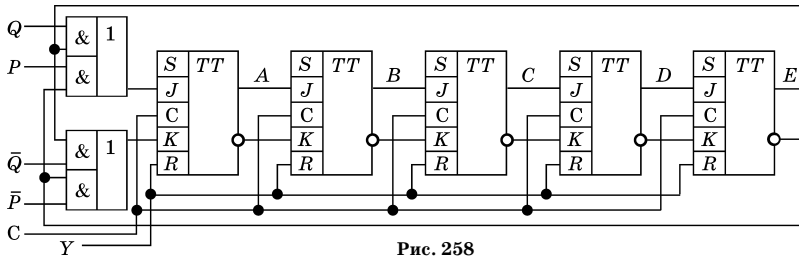 Q & 1
P &
S TT A S TT B S TT C S TT D S TT E
J J J J J
C C C C C
& 1 K K K K K
Q̄ R R R R R
&
P̄
C
Y
Рис. 258